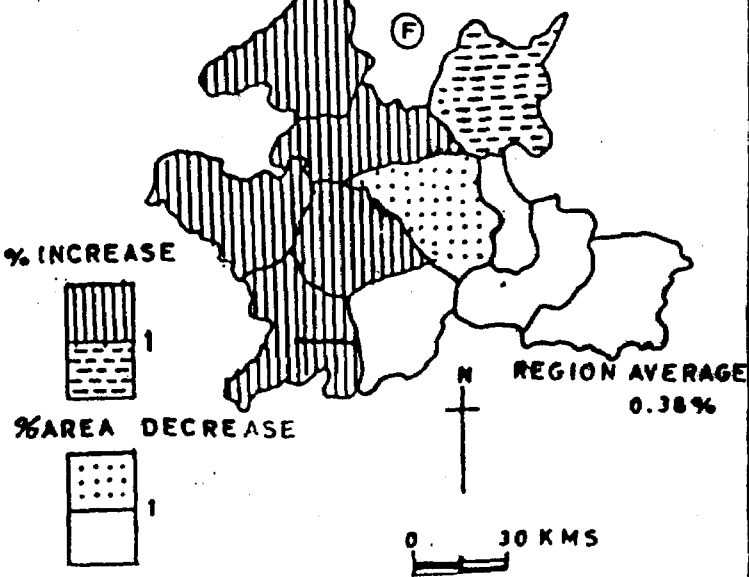 F
% INCREASE
1
N
REGION AVERAGE
0.38%
% AREA DECREASE
1
0 30 KMS